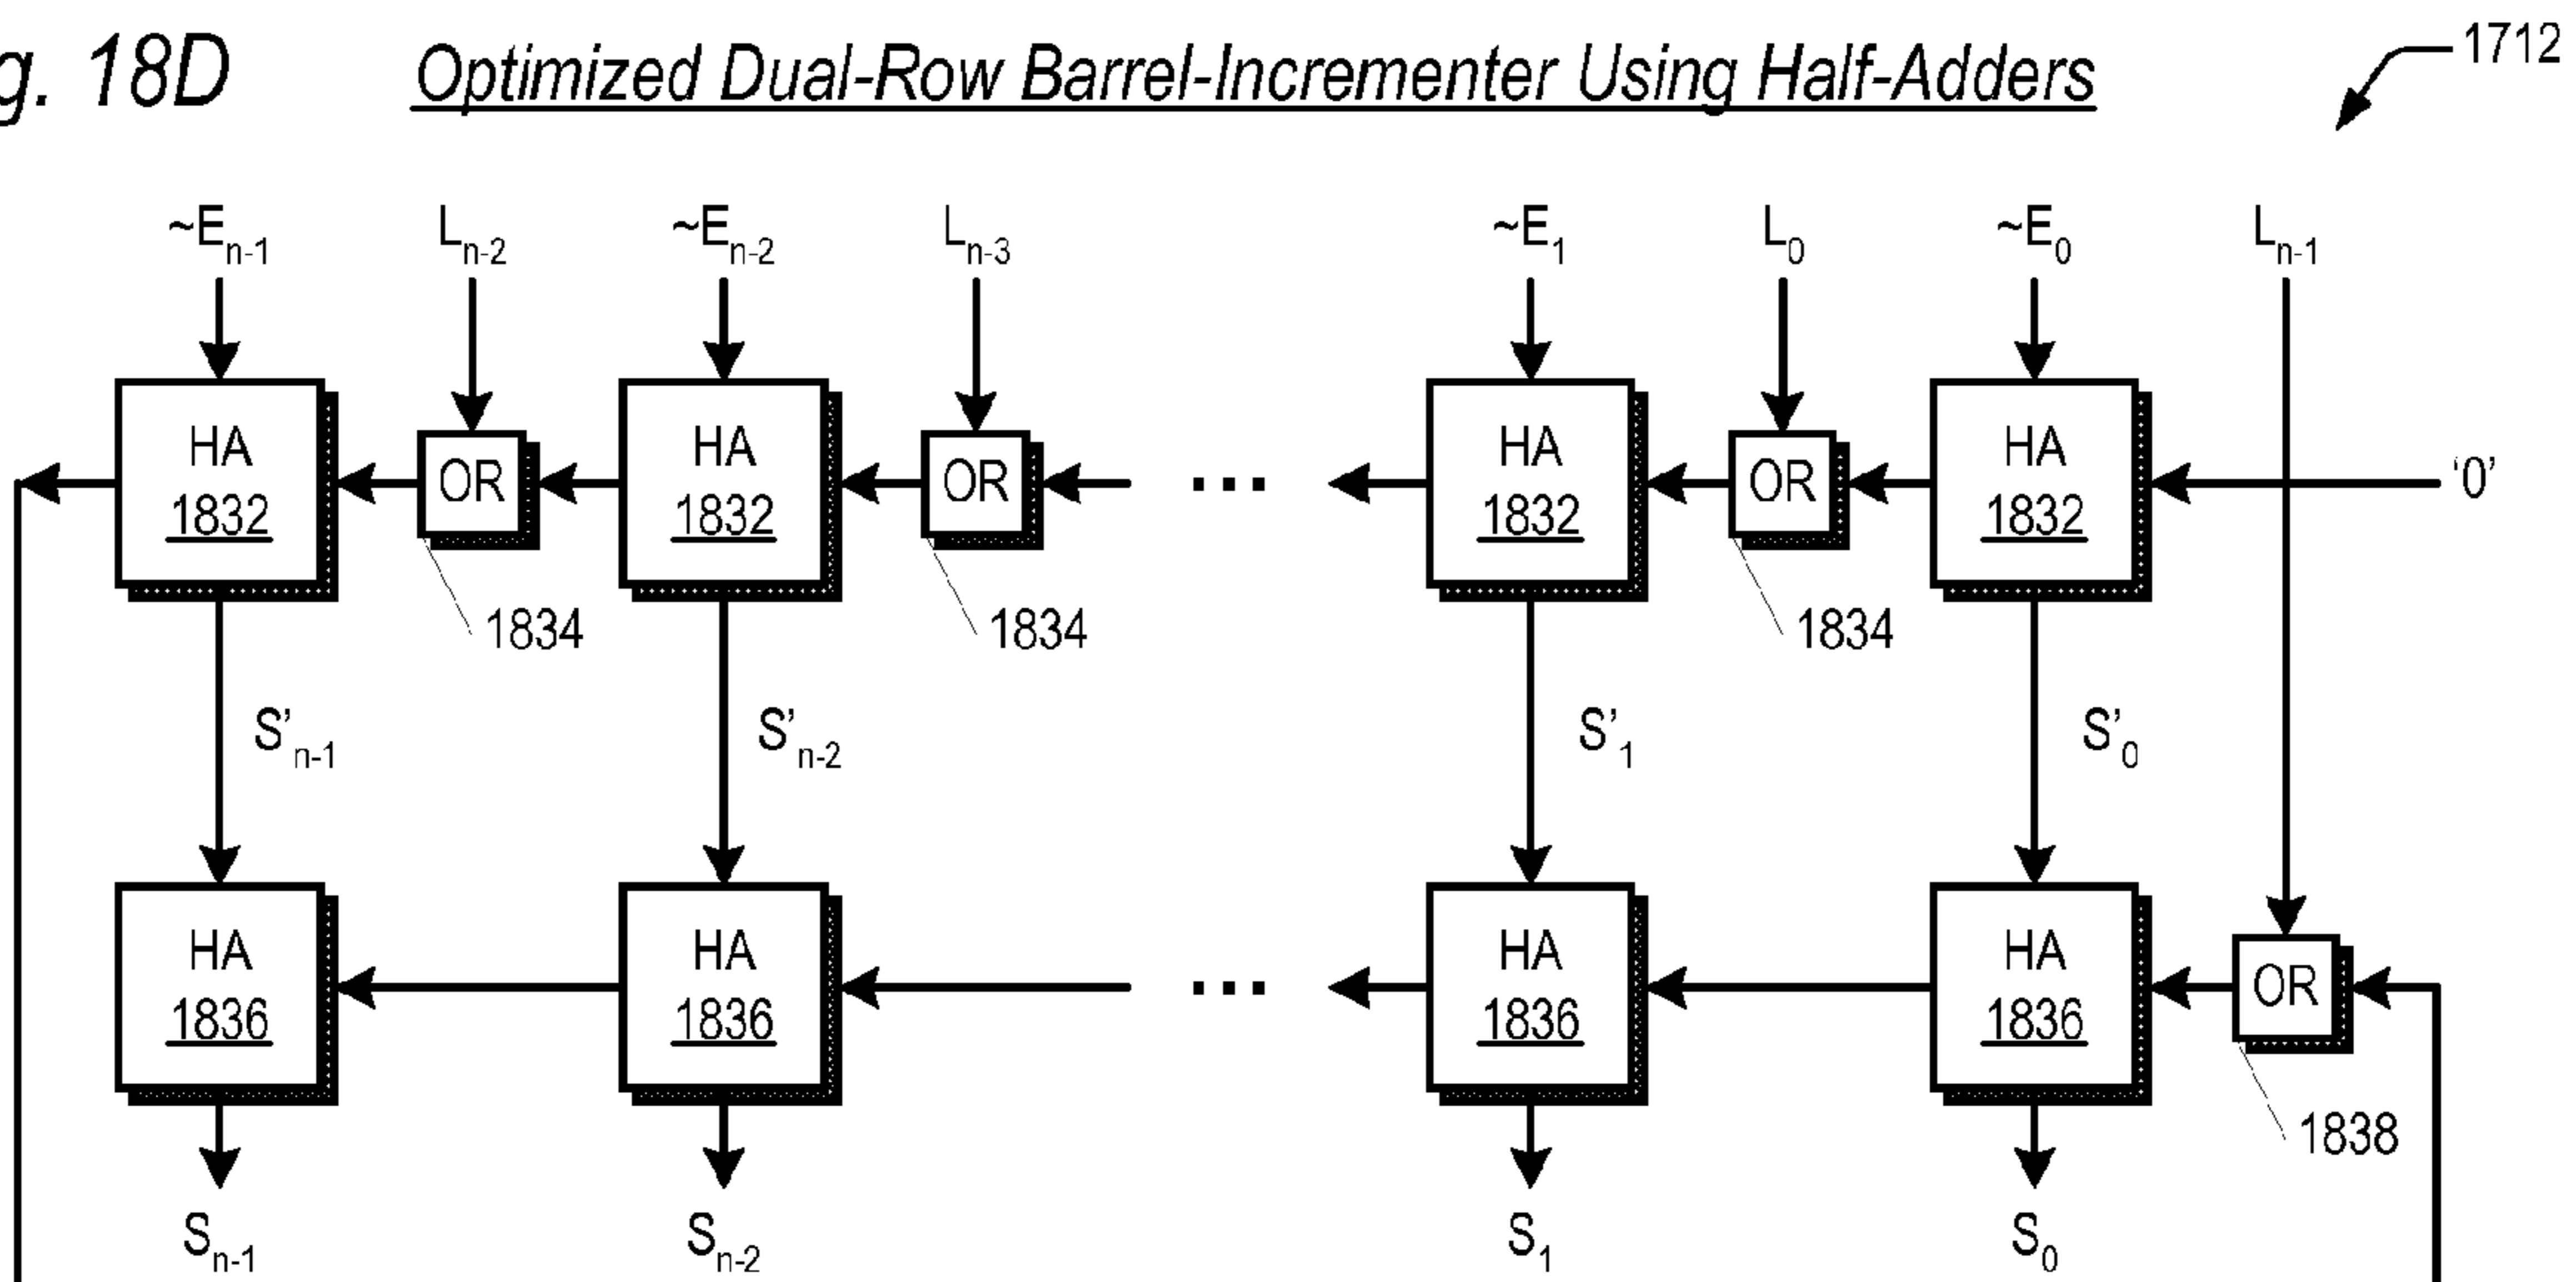 g. 18D Optimized Dual-Row Barrel-Incrementer Using Half-Adders 1712
~Eₙ₋₁ Lₙ₋₂ ~Eₙ₋₂ Lₙ₋₃ ~E₁ L₀ ~E₀ Lₙ₋₁
HA HA HA HA
OR OR OR '0'
1832 1832 ... 1832 1832
1834 1834 1834
S'ₙ₋₁ S'ₙ₋₂ S'₁ S'₀
HA HA HA HA
OR
1836 1836 ... 1836 1836
1838
Sₙ₋₁ Sₙ₋₂ S₁ S₀